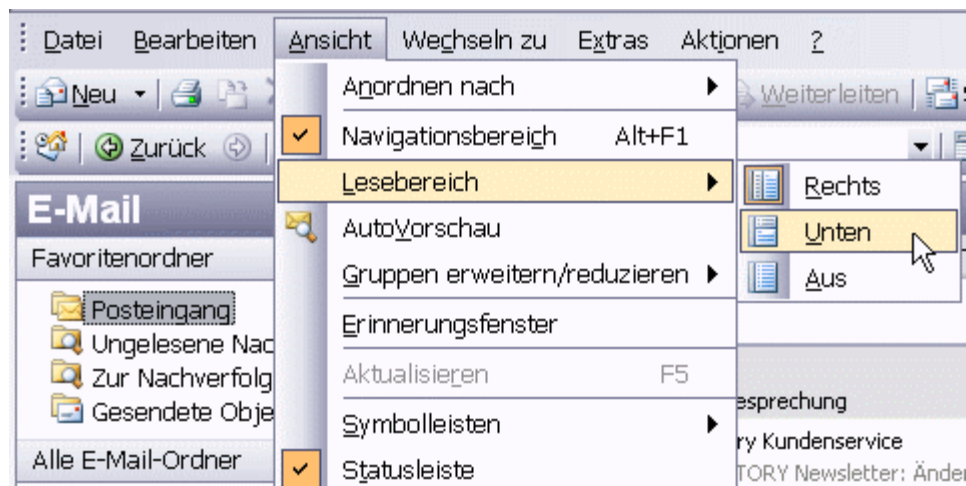 Datei Bearbeiten Ansicht Wechseln zu Extras Aktionen ?
Neu
Weiterleiten
Zurück
Anordnen nach
Navigationsbereich Alt+F1
Lesebereich
AutoVorschau
Gruppen erweitern/reduzieren
Erinnerungsfenster
Aktualisieren F5
Symbolleisten
Statusleiste
Rechts
Unten
Aus
E-Mail
Favoritenordner
Posteingang
Ungelesene Nac
Zur Nachverfolg
Gesendete Obje
Alle E-Mail-Ordner
esprechung
ry Kundenservice
TORY Newsletter: Änder